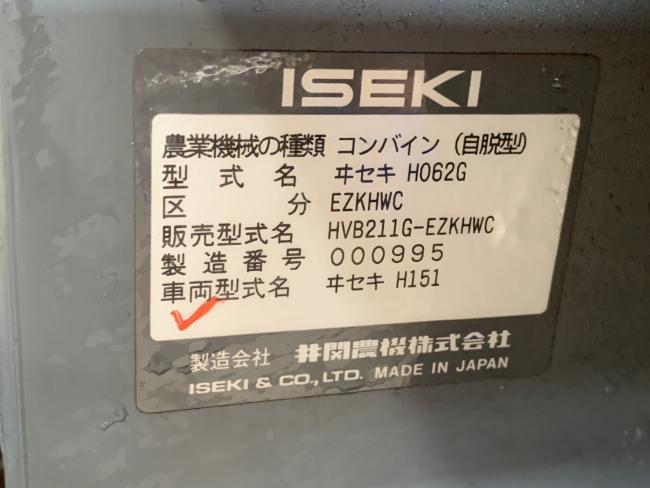 ISEKI
農業機械の種類 コンバイン (自脱型)
型式名 ヰセキ HO62G
区分 EZKHWC
販売型式名 HVB211G-EZKHWC
製造番号 000995
車両型式名 ヰセキ H151
製造会社 井関農機株式会社
ISEKI & CO., LTD. MADE IN JAPAN